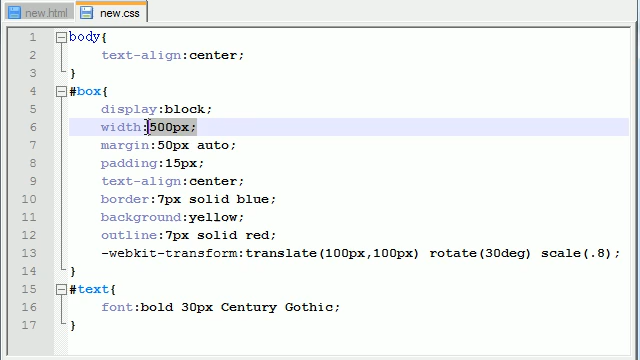 new.html new.css
1 body{
2 text-align:center;
3 }
4 #box{
5 display:block;
6 width:500px;
7 margin:50px auto;
8 padding:15px;
9 text-align:center;
10 border:7px solid blue;
11 background:yellow;
12 outline:7px solid red;
13 -webkit-transform:translate(100px,100px) rotate(30deg) scale(.8);
14 }
15 #text{
16 font:bold 30px Century Gothic;
17 }